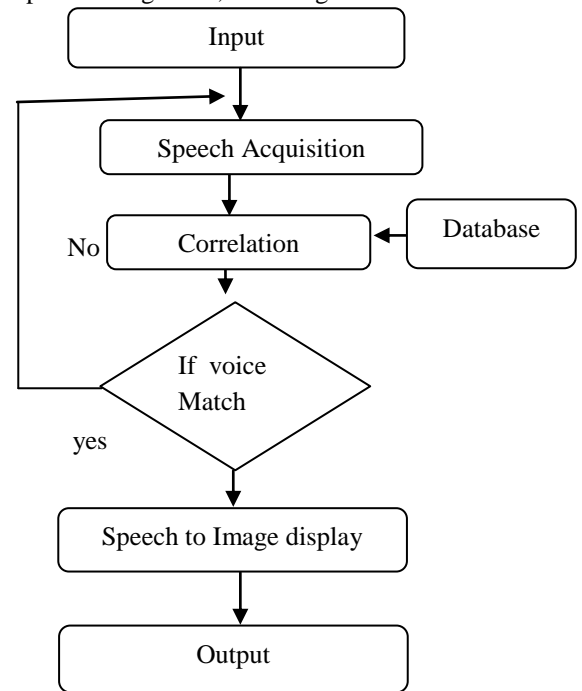 Input
Speech Acquisition
Database
No
Correlation
If voice
Match
yes
Speech to Image display
Output